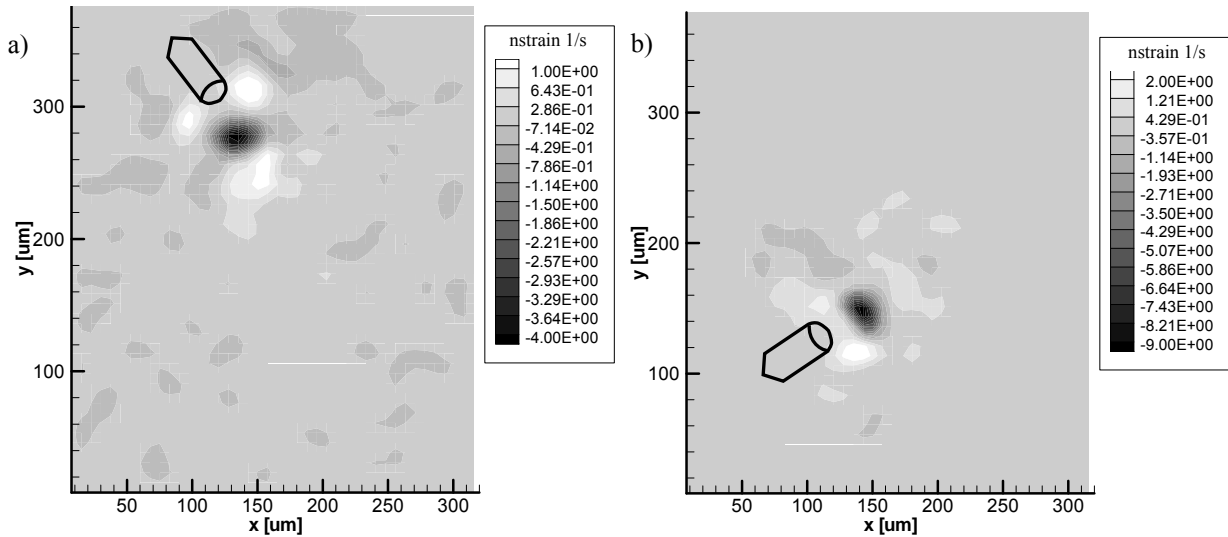 a)
nstrain 1/s
1.00E+00
6.43E-01
2.86E-01
-7.14E-02
-4.29E-01
-7.86E-01
-1.14E+00
-1.50E+00
-1.86E+00
-2.21E+00
-2.57E+00
-2.93E+00
-3.29E+00
-3.64E+00
-4.00E+00
y [um]
300
200
100
50 100 150 200 250 300
x [um]
b)
nstrain 1/s
2.00E+00
1.21E+00
4.29E-01
-3.57E-01
-1.14E+00
-1.93E+00
-2.71E+00
-3.50E+00
-4.29E+00
-5.07E+00
-5.86E+00
-6.64E+00
-7.43E+00
-8.21E+00
-9.00E+00
y [um]
300
200
100
50 100 150 200 250 300
x [um]